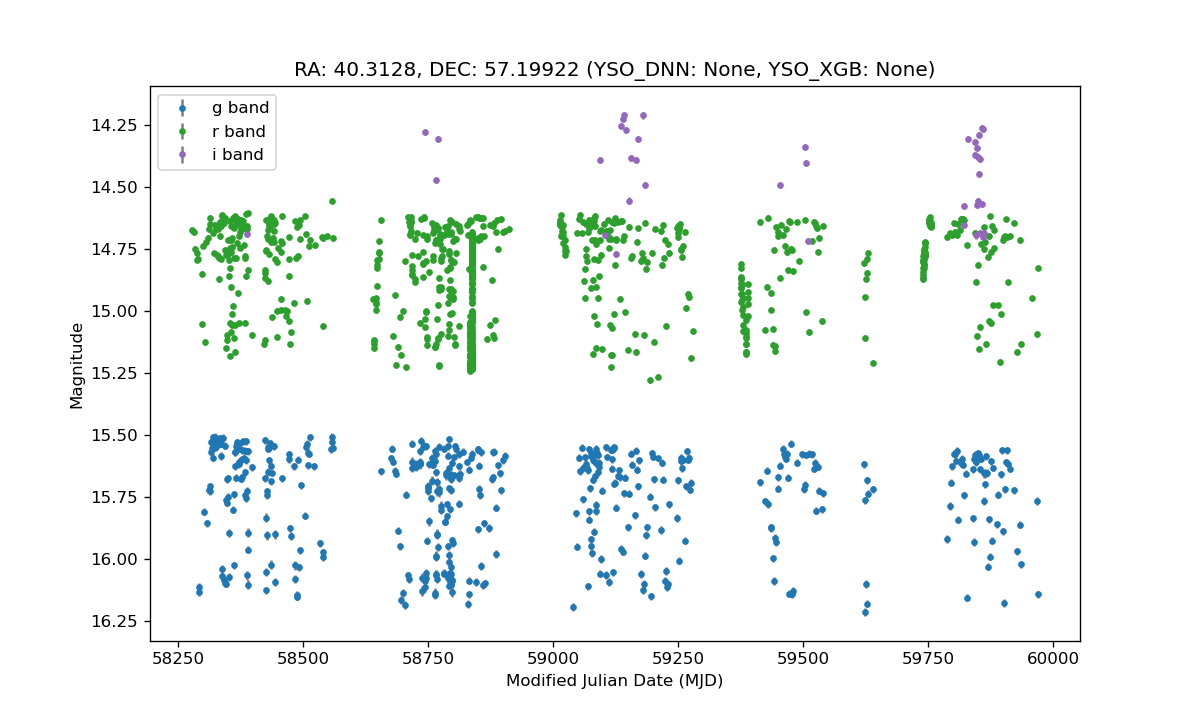 RA: 40.3128, DEC: 57.19922 (YSO_DNN: None, YSO_XGB: None)
g band
r band
i band
14.25
14.50
14.75
15.00
15.25
15.50
15.75
16.00
16.25
Magnitude
58250 58500 58750 59000 59250 59500 59750 60000
Modified Julian Date (MJD)